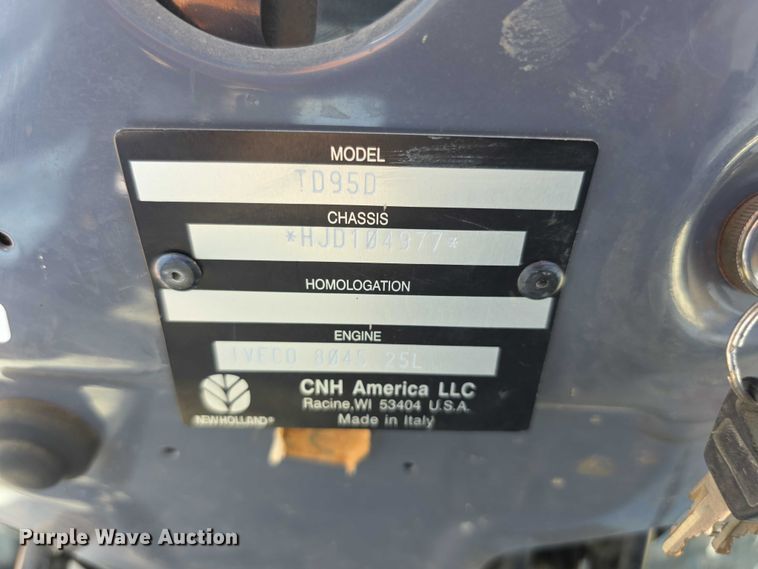 MODEL
TD95D
CHASSIS
*HJD104977*
HOMOLOGATION
ENGINE
IVECO 8045 25L
NEW HOLLAND®
CNH America LLC
Racine,WI 53404 U.S.A.
Made in Italy
Purple Wave Auction